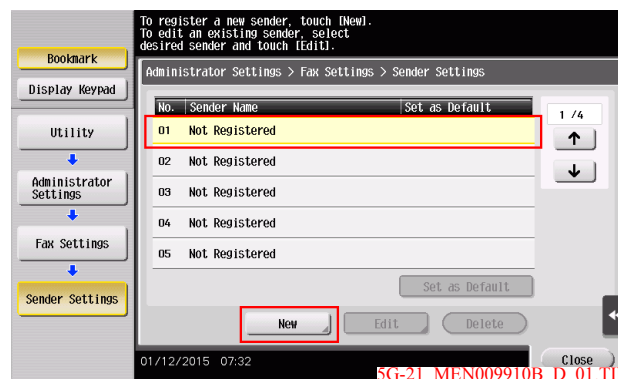 To register a new sender, touch [New].
To edit an existing sender, select
desired sender and touch [Edit].
Bookmark
Display Keypad
Utility
Administrator
Settings
Fax Settings
Sender Settings
Administrator Settings > Fax Settings > Sender Settings
No. Sender Name Set as Default
01 Not Registered
02 Not Registered
03 Not Registered
04 Not Registered
05 Not Registered
1 /4
Set as Default
New Edit Delete
01/12/2015 07:32
Close
5G-21_MEN009910B_D_01.TI